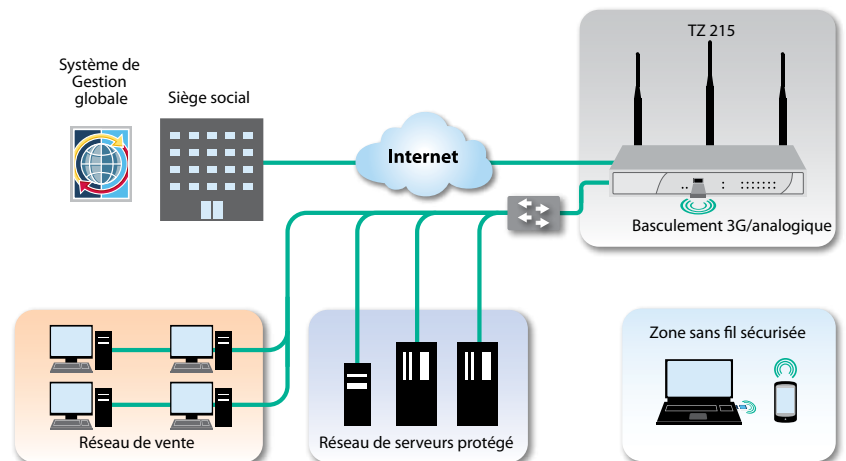 TZ 215
Système de
Gestion
globale
Siège social
Internet
Basculement 3G/analogique
Zone sans fil sécurisée
Réseau de vente
Réseau de serveurs protégé